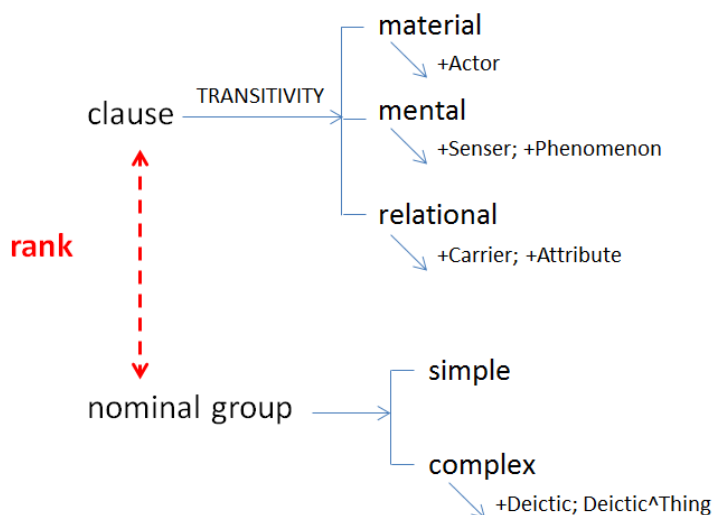 material
+Actor
TRANSITIVITY
clause
mental
+Senser; +Phenomenon
relational
rank
+Carrier; +Attribute
simple
nominal group
complex
+Deictic; Deictic^Thing